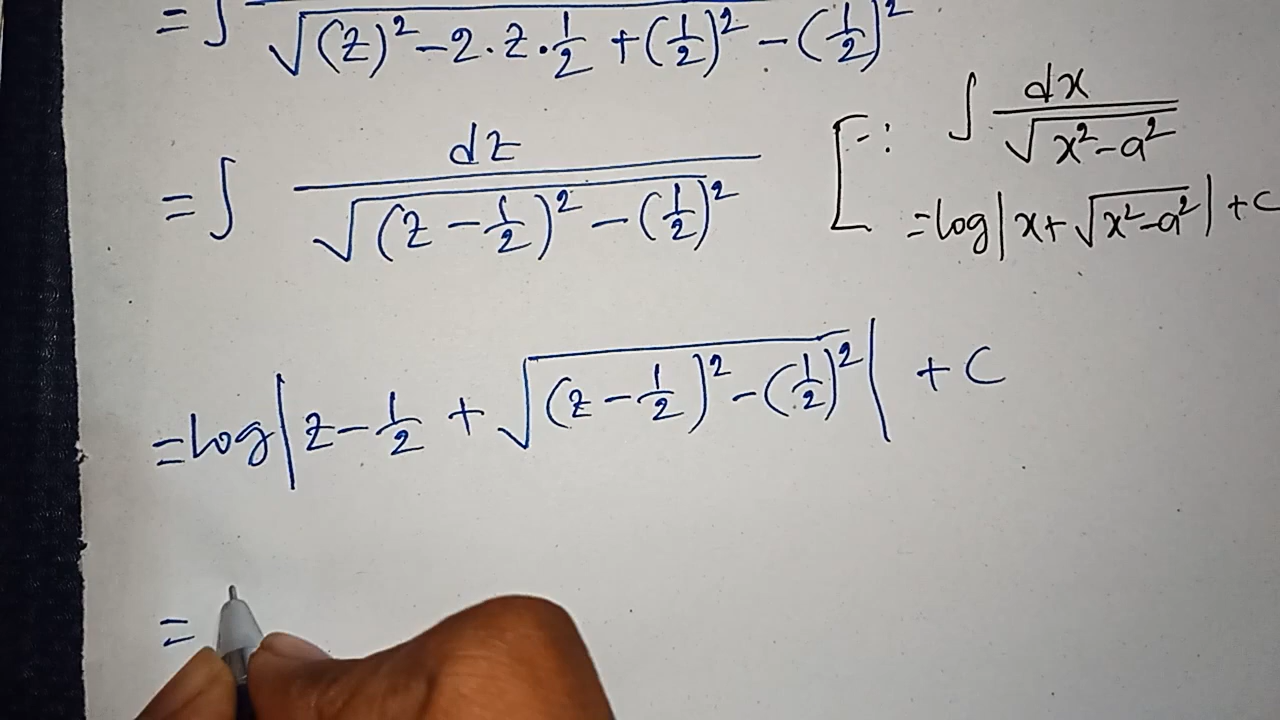 = ∫ √((z)² - 2 · z · 1/2 + (1/2)² - (1/2)²
= ∫ dz / √((z - 1/2)² - (1/2)²)
[∵ ∫ dx / √(x² - a²)
= log|x + √(x² - a²)| + C
= log|z - 1/2 + √((z - 1/2)² - (1/2)²)| + C
=